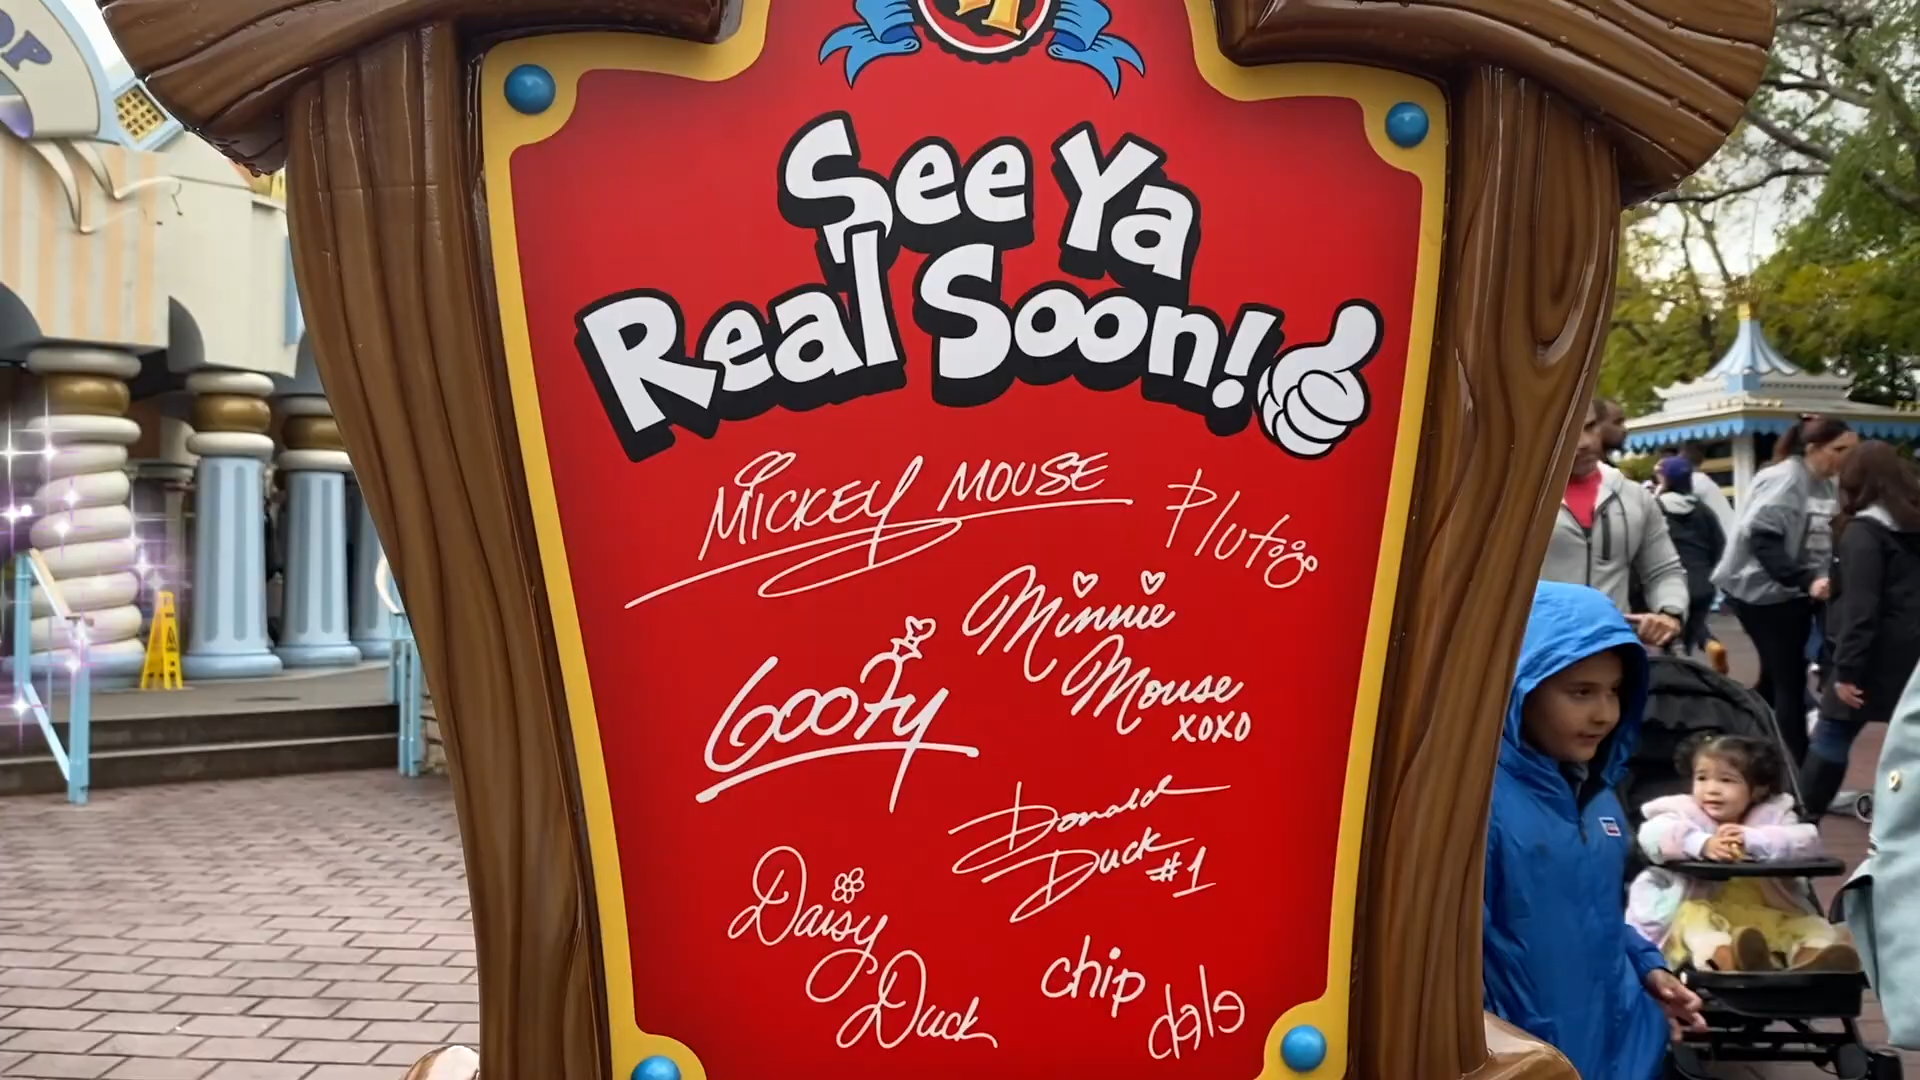 See Ya
Real Soon!
Mickey Mouse
Pluto
Minnie
Mouse
xoxo
Goofy
Donald
Duck
#1
Daisy
Duck
chip
dale